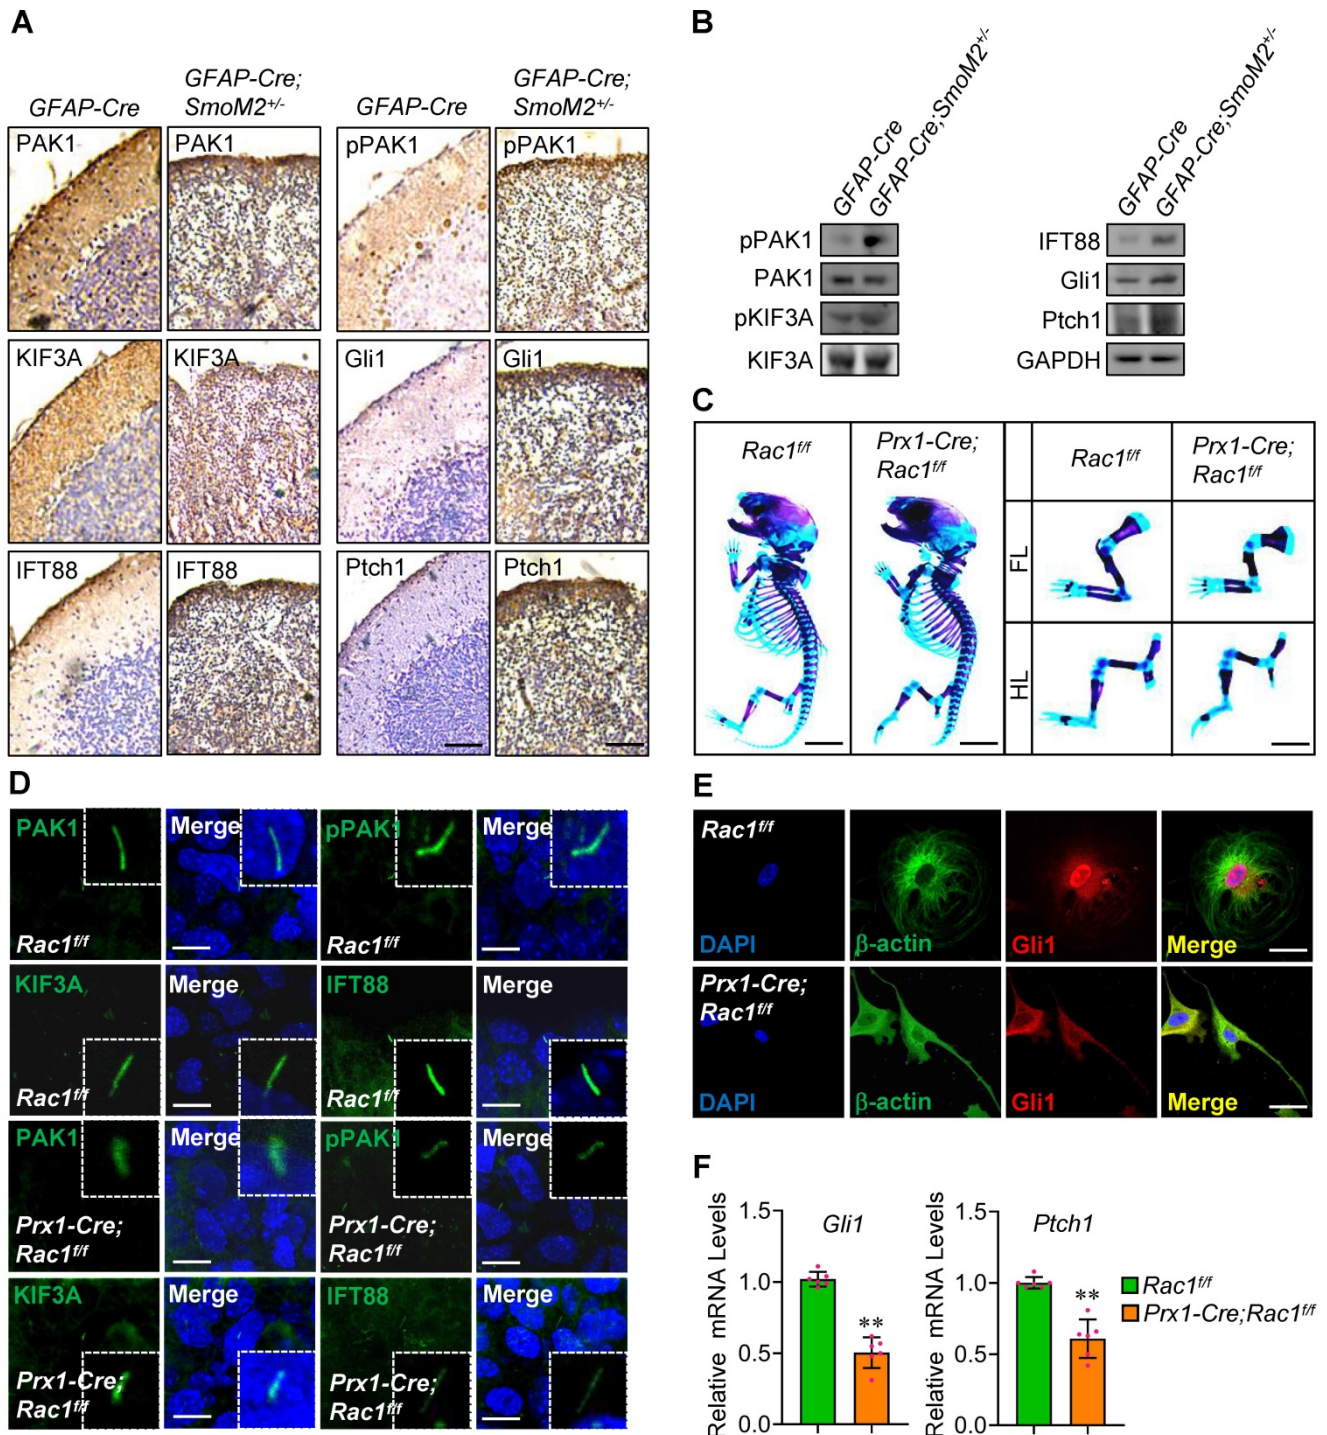 A
GFAP-Cre
GFAP-Cre;
SmoM2+/-
GFAP-Cre
GFAP-Cre;
SmoM2+/-
PAK1
PAK1
pPAK1
pPAK1
KIF3A
KIF3A
Gli1
Gli1
IFT88
IFT88
Ptch1
Ptch1
B
GFAP-Cre
GFAP-Cre;SmoM2+/-
pPAK1
PAK1
pKIF3A
KIF3A
GFAP-Cre
GFAP-Cre;SmoM2+/-
IFT88
Gli1
Ptch1
GAPDH
C
Rac1f/f
Prx1-Cre;
Rac1f/f
Rac1f/f
Prx1-Cre;
Rac1f/f
FL
HL
D
PAK1
Merge
pPAK1
Merge
Rac1f/f
Rac1f/f
KIF3A
Merge
IFT88
Merge
Rac1f/f
Rac1f/f
PAK1
Merge
pPAK1
Merge
Prx1-Cre;
Rac1f/f
Prx1-Cre;
Rac1f/f
KIF3A
Merge
IFT88
Merge
Prx1-Cre;
Rac1f/f
Prx1-Cre;
Rac1f/f
E
Rac1f/f
DAPI
β-actin
Gli1
Merge
Prx1-Cre;
Rac1f/f
DAPI
β-actin
Gli1
Merge
F
Relative mRNA Levels
1.5
1.0
0.5
0.0
Gli1
**
Relative mRNA Levels
1.5
1.0
0.5
0.0
Ptch1
**
Rac1f/f
Prx1-Cre;Rac1f/f